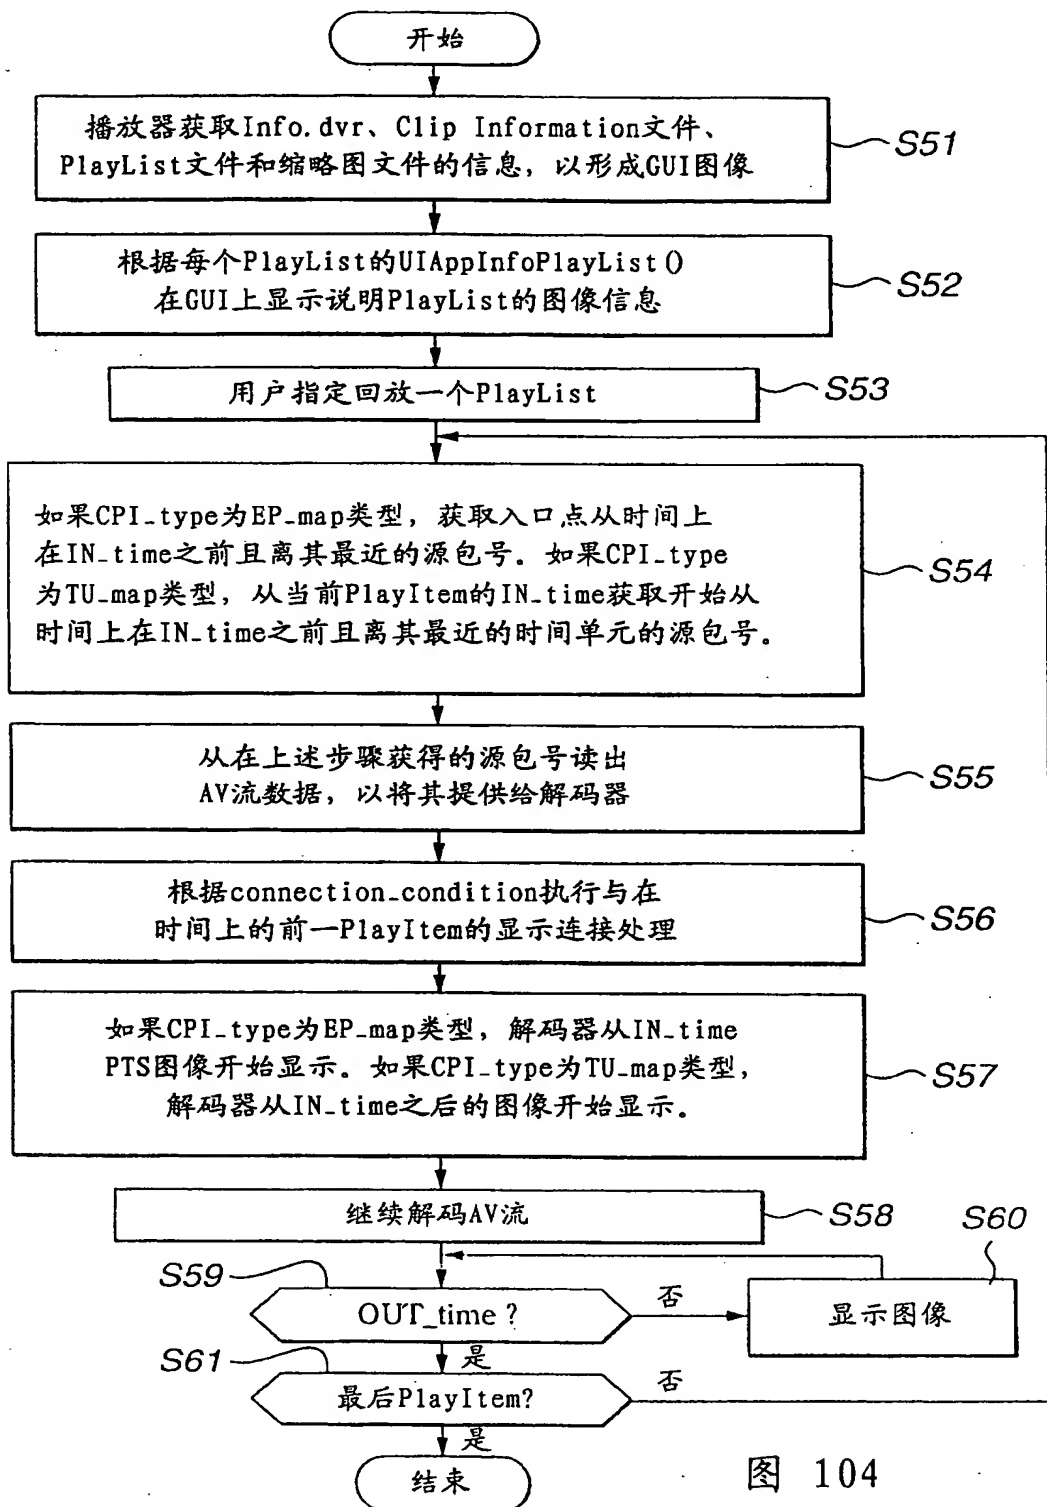 开始
播放器获取Info.dvr、Clip Information文件、
PlayList文件和缩略图文件的信息，以形成GUI图像
S51
根据每个PlayList的UIAppInfoPlayList()
在GUI上显示说明PlayList的图像信息
S52
用户指定回放一个PlayList
S53
如果CPI_type为EP_map类型，获取入口点从时间上
在IN_time之前且离其最近的源包号。如果CPI_type
为TU_map类型，从当前PlayItem的IN_time获取开始从
时间上在IN_time之前且离其最近的时间单元的源包号。
S54
从在上述步骤获得的源包号读出
AV流数据，以将其提供给解码器
S55
根据connection_condition执行与在
时间上的前一PlayItem的显示连接处理
S56
如果CPI_type为EP_map类型，解码器从IN_time
PTS图像开始显示。如果CPI_type为TU_map类型，
解码器从IN_time之后的图像开始显示。
S57
继续解码AV流
S58
S60
S59
OUT_time？
否
显示图像
是
S61
最后PlayItem?
否
是
结束
图 104